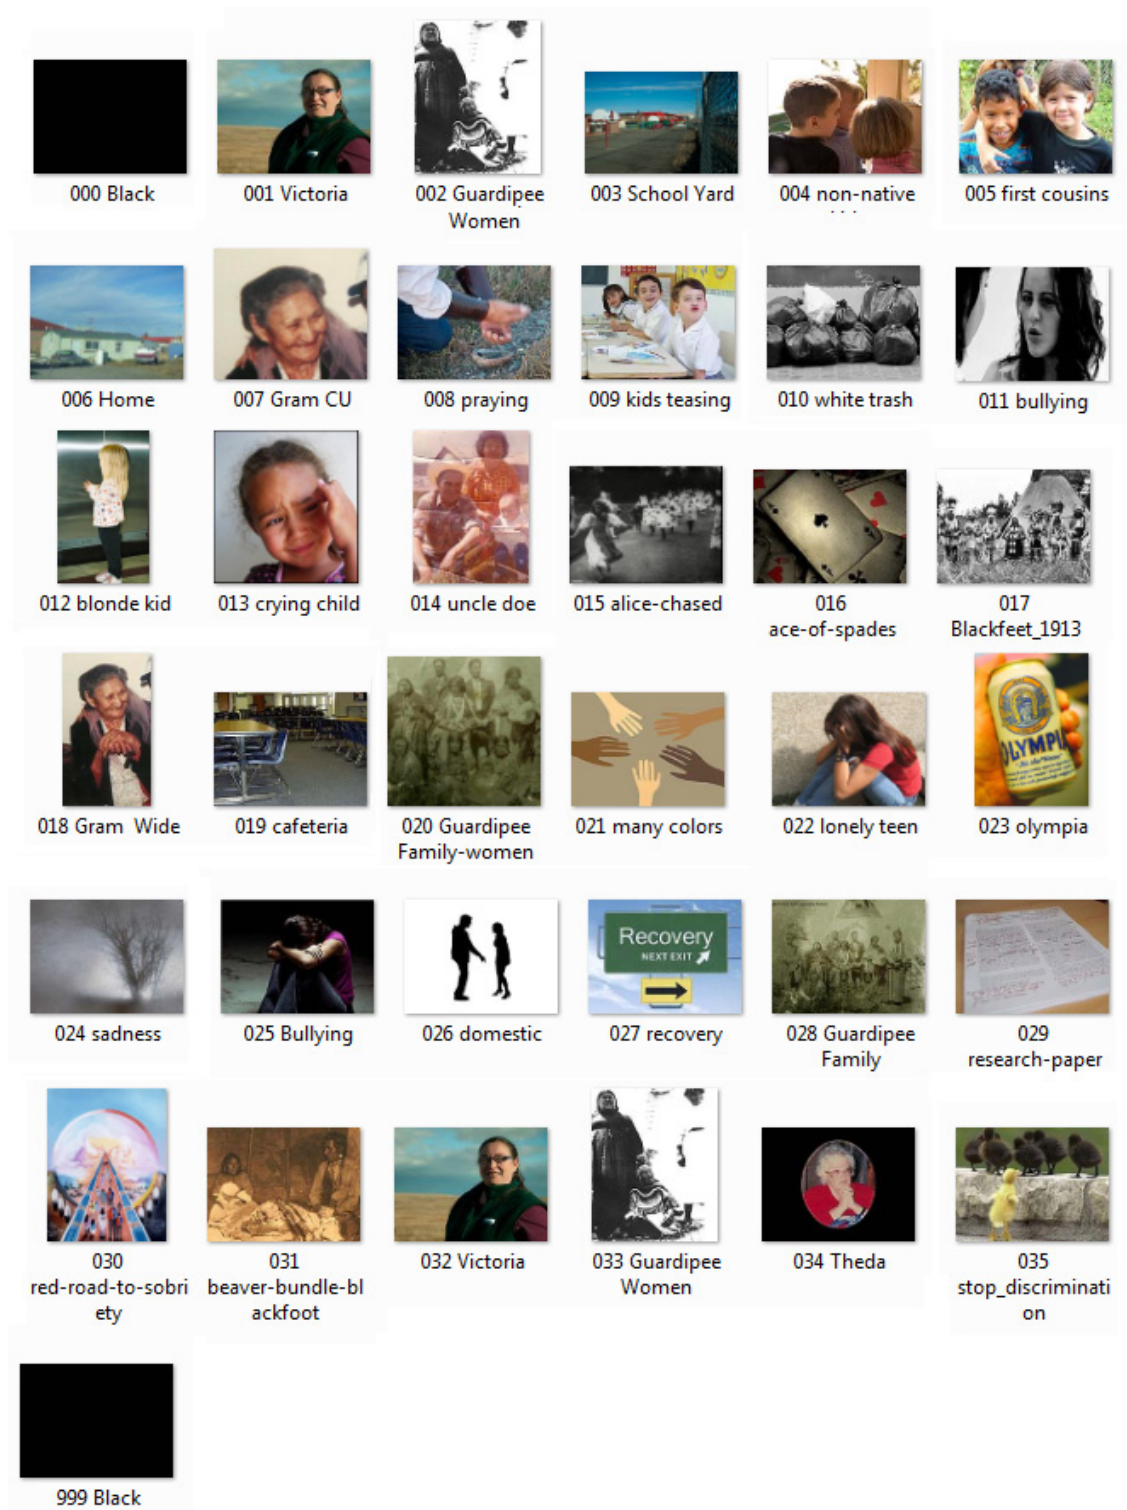 000 Black
001 Victoria
002 Guardipee
Women
003 School Yard
004 non-native
005 first cousins
006 Home
007 Gram CU
008 praying
009 kids teasing
010 white trash
011 bullying
012 blonde kid
013 crying child
014 uncle doe
015 alice-chased
016
ace-of-spades
017
Blackfeet_1913
018 Gram  Wide
019 cafeteria
020 Guardipee
Family-women
021 many colors
022 lonely teen
OLYMPIA
023 olympia
024 sadness
025 Bullying
026 domestic
Recovery
NEXT EXIT
027 recovery
028 Guardipee
Family
029
research-paper
030
red-road-to-sobri
ety
031
beaver-bundle-bl
ackfoot
032 Victoria
033 Guardipee
Women
034 Theda
035
stop_discriminati
on
999 Black